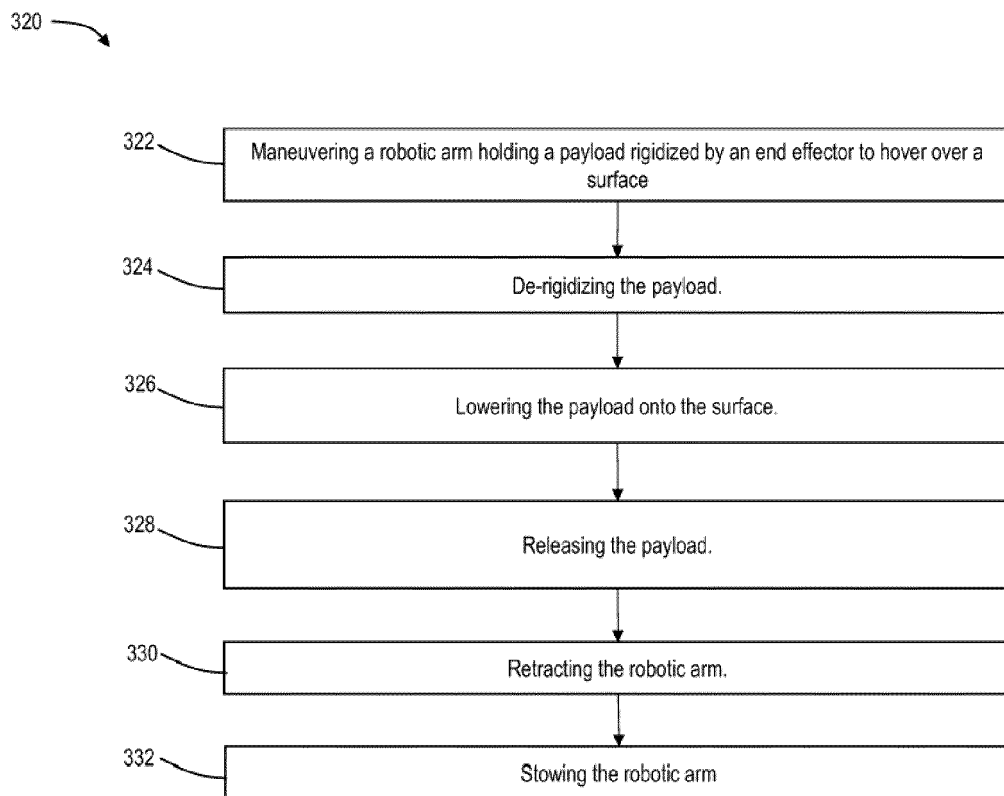 320
322
Maneuvering a robotic arm holding a payload rigidized by an end effector to hover over a
surface
324
De-rigidizing the payload.
326
Lowering the payload onto the surface.
328
Releasing the payload.
330
Retracting the robotic arm.
332
Stowing the robotic arm